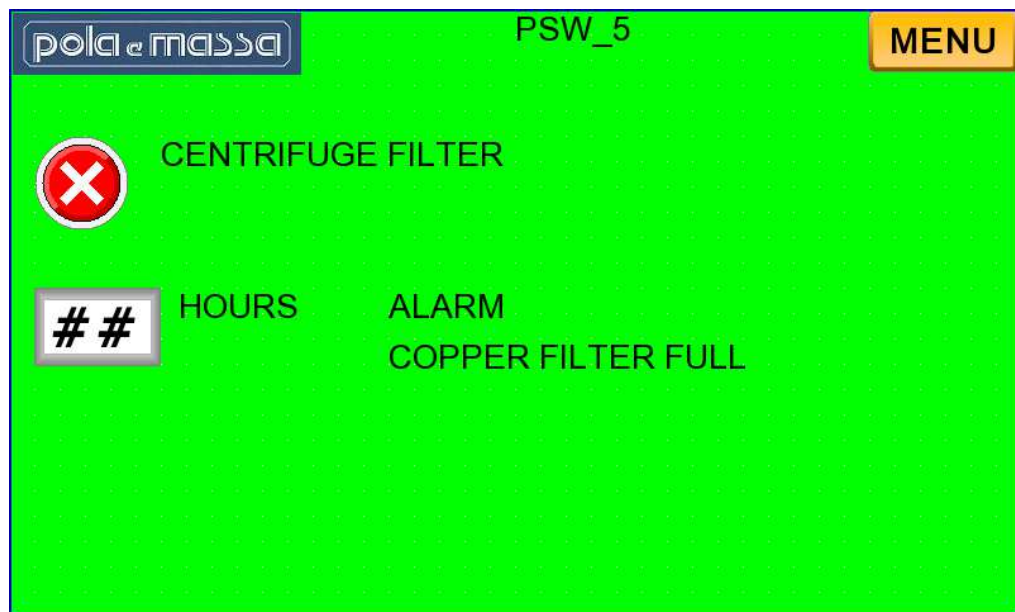 pola e massa
PSW_5
MENU
CENTRIFUGE FILTER
##
HOURS
ALARM
COPPER FILTER FULL